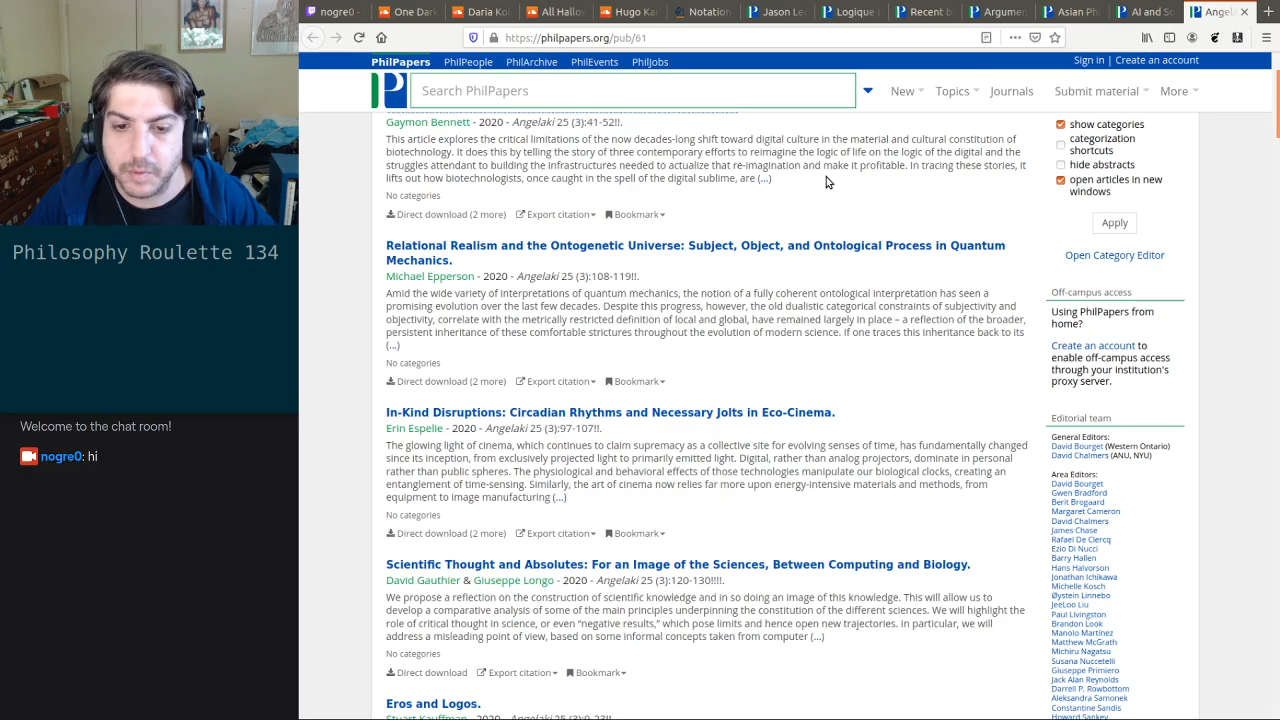 nogre0 -
One Dark
Daria Kol
All Hallow
Hugo Kan
Notation
Jason Lee
Logique
Recent b
Argumen
Asian Ph
AI and So
Angela
https://philpapers.org/pub/61
PhilPapers PhilPeople PhilArchive PhilEvents PhilJobs
Sign in | Create an account
Search PhilPapers
New Topics Journals Submit material More
Gaymon Bennett - 2020 - Angelaki 25 (3):41-52!!.
This article explores the critical limitations of the now decades-long shift toward digital culture in the material and cultural constitution of
biotechnology. It does this by telling the story of three contemporary efforts to reimagine the logic of life on the logic of the digital and the
struggles attendant to building the infrastructures needed to actualize that re-imagination and make it profitable. In tracing these stories, it
lifts out how biotechnologists, once caught in the spell of the digital sublime, are (...)
No categories
Direct download (2 more) Export citation Bookmark
Relational Realism and the Ontogenetic Universe: Subject, Object, and Ontological Process in Quantum
Mechanics.
Michael Epperson - 2020 - Angelaki 25 (3):108-119!!.
Amid the wide variety of interpretations of quantum mechanics, the notion of a fully coherent ontological interpretation has seen a
promising evolution over the last few decades. Despite this progress, however, the old dualistic categorical constraints of subjectivity and
objectivity, correlate with the metrically restricted definition of local and global, have remained largely in place – a reflection of the broader,
persistent inheritance of these comfortable strictures throughout the evolution of modern science. If one traces this inheritance back to its
(...)
No categories
Direct download (2 more) Export citation Bookmark
In-Kind Disruptions: Circadian Rhythms and Necessary Jolts in Eco-Cinema.
Erin Espelie - 2020 - Angelaki 25 (3):97-107!!.
The glowing light of cinema, which continues to claim supremacy as a collective site for evolving senses of time, has fundamentally changed
since its inception, from exclusively projected light to primarily emitted light. Digital, rather than analog projectors, dominate in personal
rather than public spheres. The physiological and behavioral effects of those technologies manipulate our biological clocks, creating an
entanglement of time-sensing. Similarly, the art of cinema now relies far more upon energy-intensive materials and methods, from
equipment to image manufacturing (...)
No categories
Direct download (2 more) Export citation Bookmark
Scientific Thought and Absolutes: For an Image of the Sciences, Between Computing and Biology.
David Gauthier & Giuseppe Longo - 2020 - Angelaki 25 (3):120-130!!!!.
We propose a reflection on the construction of scientific knowledge and in so doing an image of this knowledge. This will allow us to
develop a comparative analysis of some of the main principles underpinning the constitution of the different sciences. We will highlight the
role of critical thought in science, or even “negative results,” which pose limits and hence open new trajectories. In particular, we will
address a misleading point of view, based on some informal concepts taken from computer (...)
No categories
Direct download Export citation Bookmark
Eros and Logos.
Stuart Kauffman - 2020 - Angelaki 25 (3):9-23!!.
show categories
categorization
shortcuts
hide abstracts
open articles in new
windows
Apply
Open Category Editor
Off-campus access
Using PhilPapers from
home?
Create an account to
enable off-campus access
through your institution's
proxy server.
Editorial team
General Editors:
David Bourget (Western Ontario)
David Chalmers (ANU, NYU)
Area Editors:
David Bourget
Gwen Bradford
Berit Brogaard
Margaret Cameron
David Chalmers
James Chase
Rafael De Clercq
Ezio Di Nucci
Barry Hallen
Hans Halvorson
Jonathan Ichikawa
Michelle Kosch
Øystein Linnebo
JeeLoo Liu
Paul Livingston
Brandon Look
Manolo Martínez
Matthew McGrath
Michiru Nagatsu
Susana Nuccetelli
Giuseppe Primiero
Jack Alan Reynolds
Darrell P. Rowbottom
Aleksandra Samonek
Constantine Sandis
Howard Sankey
Philosophy Roulette 134
Welcome to the chat room!
nogre0: hi